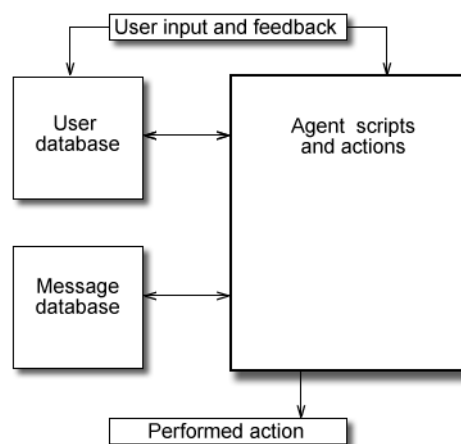 User input and feedback
User
database
Agent scripts
and actions
Message
database
Performed action